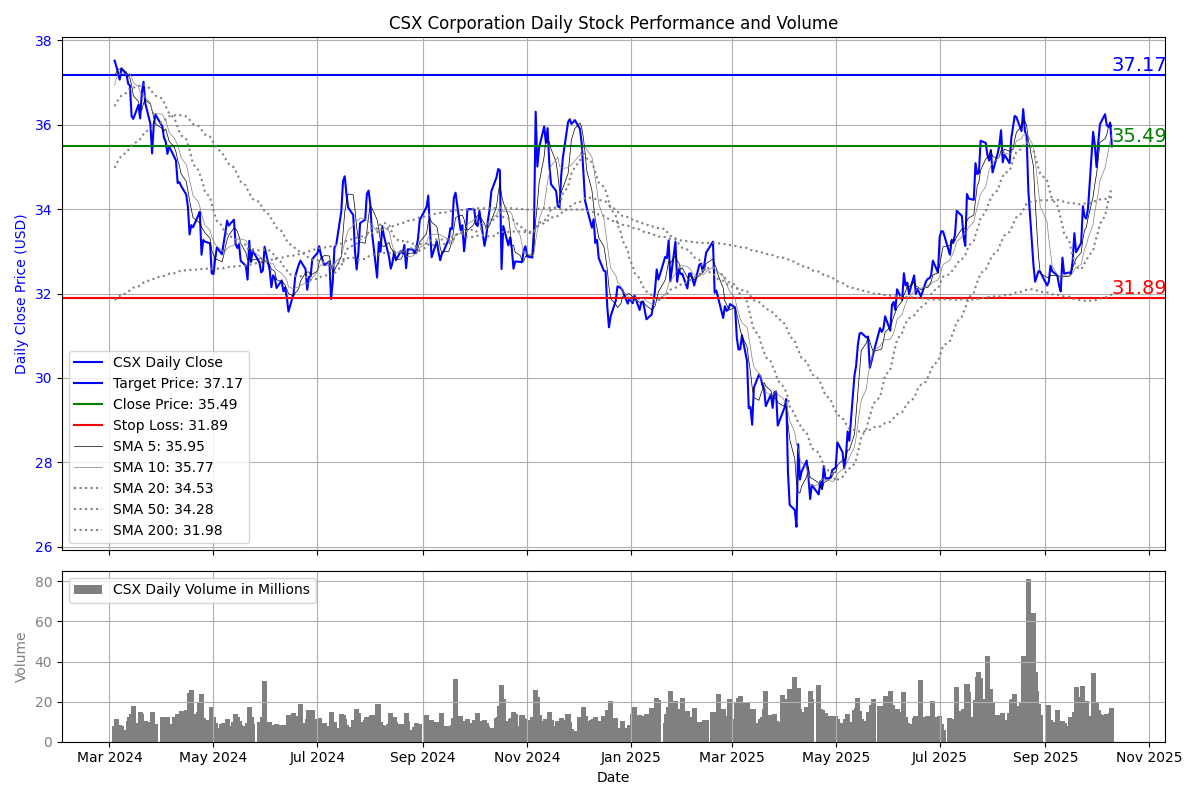 CSX Corporation Daily Stock Performance and Volume
38
37.17
36
35.49
34
32
31.89
30
28
26
Daily Close Price (USD)
CSX Daily Close
Target Price: 37.17
Close Price: 35.49
Stop Loss: 31.89
SMA 5: 35.95
SMA 10: 35.77
SMA 20: 34.53
SMA 50: 34.28
SMA 200: 31.98
80
60
40
20
0
Volume
CSX Daily Volume in Millions
Mar 2024 May 2024 Jul 2024 Sep 2024 Nov 2024 Jan 2025 Mar 2025 May 2025 Jul 2025 Sep 2025 Nov 2025
Date